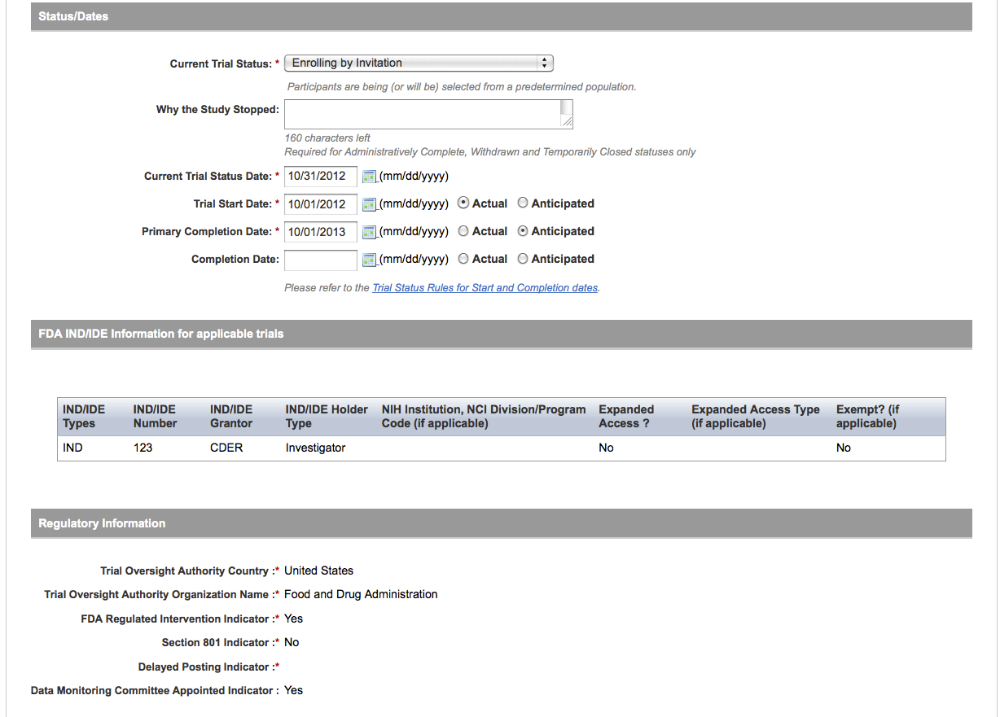 Status/Dates
Current Trial Status: * Enrolling by Invitation
Participants are being (or will be) selected from a predetermined population.
Why the Study Stopped:
160 characters left
Required for Administratively Complete, Withdrawn and Temporarily Closed statuses only
Current Trial Status Date: * 10/31/2012 (mm/dd/yyyy)
Trial Start Date: * 10/01/2012 (mm/dd/yyyy) Actual Anticipated
Primary Completion Date: * 10/01/2013 (mm/dd/yyyy) Actual Anticipated
Completion Date: (mm/dd/yyyy) Actual Anticipated
Please refer to the Trial Status Rules for Start and Completion dates.
FDA IND/IDE Information for applicable trials
IND/IDE Types IND/IDE Number IND/IDE Grantor IND/IDE Holder Type NIH Institution, NCI Division/Program Code (if applicable) Expanded Access ? Expanded Access Type (if applicable) Exempt? (if applicable)
IND 123 CDER Investigator No No
Regulatory Information
Trial Oversight Authority Country :* United States
Trial Oversight Authority Organization Name :* Food and Drug Administration
FDA Regulated Intervention Indicator :* Yes
Section 801 Indicator :* No
Delayed Posting Indicator :*
Data Monitoring Committee Appointed Indicator : Yes